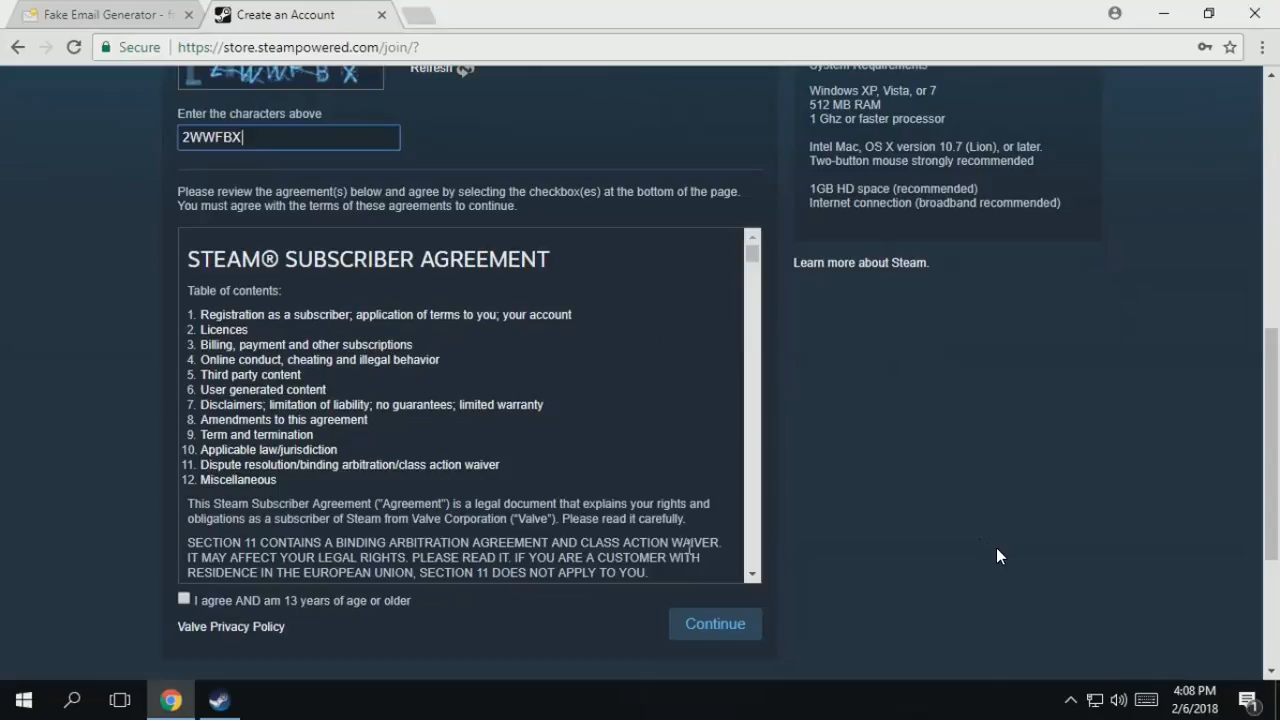 Fake Email Generator - f
Create an Account
Secure
https://store.steampowered.com/join/?
Refresh
Enter the characters above
2WWFBX
Please review the agreement(s) below and agree by selecting the checkbox(es) at the bottom of the page.
You must agree with the terms of these agreements to continue.
STEAM® SUBSCRIBER AGREEMENT
Table of contents:
1. Registration as a subscriber; application of terms to you; your account
2. Licences
3. Billing, payment and other subscriptions
4. Online conduct, cheating and illegal behavior
5. Third party content
6. User generated content
7. Disclaimers; limitation of liability; no guarantees; limited warranty
8. Amendments to this agreement
9. Term and termination
10. Applicable law/jurisdiction
11. Dispute resolution/binding arbitration/class action waiver
12. Miscellaneous
This Steam Subscriber Agreement ("Agreement") is a legal document that explains your rights and
obligations as a subscriber of Steam from Valve Corporation ("Valve"). Please read it carefully.
SECTION 11 CONTAINS A BINDING ARBITRATION AGREEMENT AND CLASS ACTION WAIVER.
IT MAY AFFECT YOUR LEGAL RIGHTS. PLEASE READ IT. IF YOU ARE A CUSTOMER WITH
RESIDENCE IN THE EUROPEAN UNION, SECTION 11 DOES NOT APPLY TO YOU.
I agree AND am 13 years of age or older
Valve Privacy Policy
Continue
System Requirements
Windows XP, Vista, or 7
512 MB RAM
1 Ghz or faster processor
Intel Mac, OS X version 10.7 (Lion), or later.
Two-button mouse strongly recommended
1GB HD space (recommended)
Internet connection (broadband recommended)
Learn more about Steam.
4:08 PM
2/6/2018
1